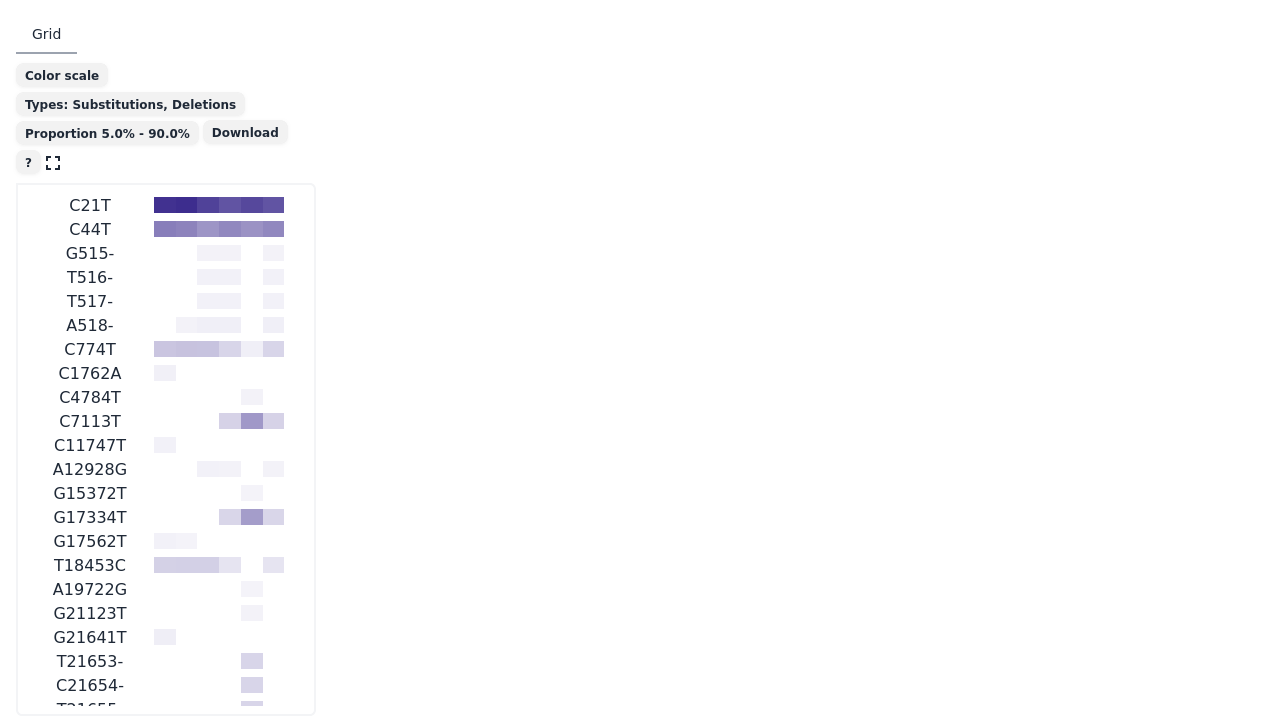 Grid
Color scale
Types: Substitutions, Deletions
Proportion 5.0% - 90.0% Download
?
C21T
C44T
G515-
T516-
T517-
A518-
C774T
C1762A
C4784T
C7113T
C11747T
A12928G
G15372T
G17334T
G17562T
T18453C
A19722G
G21123T
G21641T
T21653-
C21654-